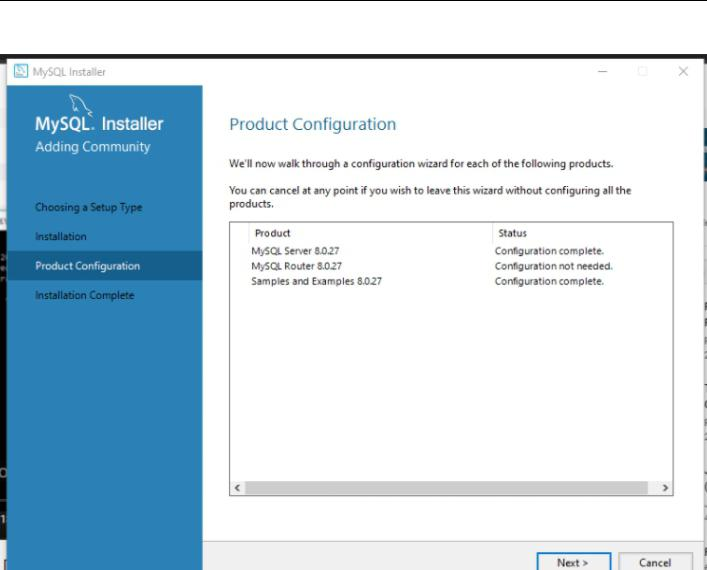 MySQL Installer
MySQL. Installer
Adding Community
Choosing a Setup Type
Installation
Product Configuration
Installation Complete
Product Configuration
We'll now walk through a configuration wizard for each of the following products.
You can cancel at any point if you wish to leave this wizard without configuring all the
products.
Product Status
MySQL Server 8.0.27 Configuration complete.
MySQL Router 8.0.27 Configuration not needed.
Samples and Examples 8.0.27 Configuration complete.
Next > Cancel